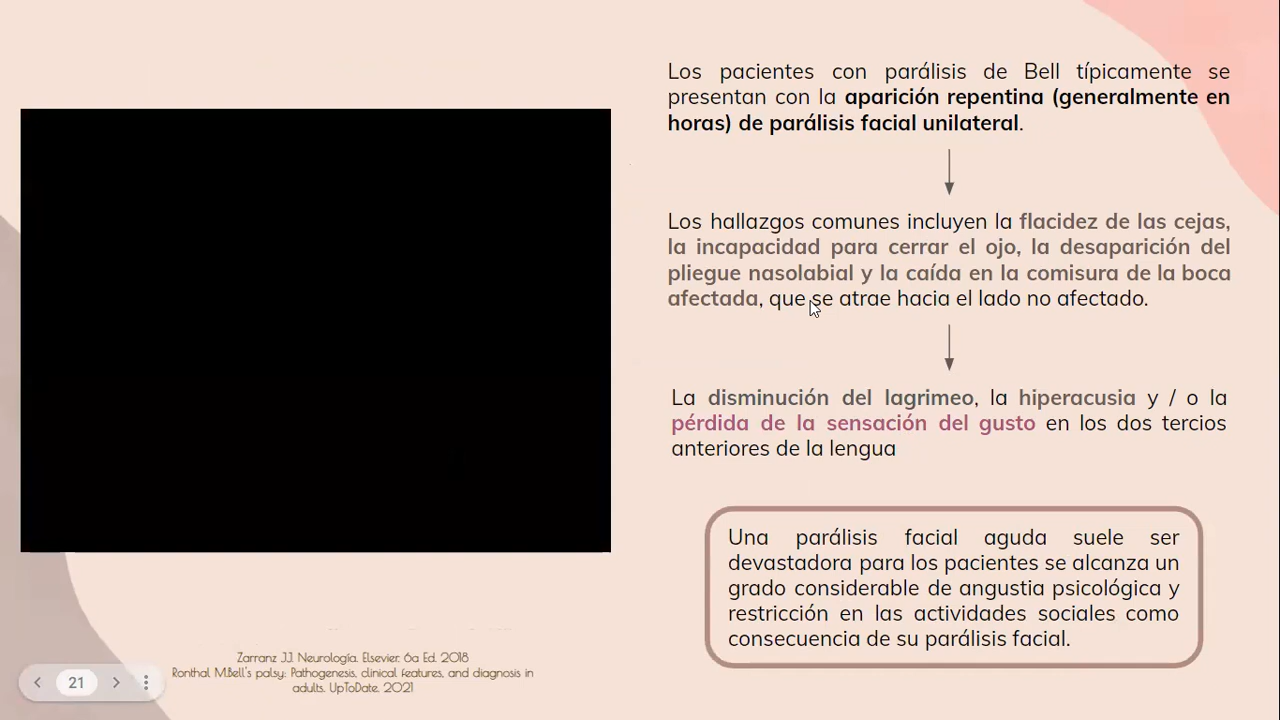 Los pacientes con parálisis de Bell típicamente se
presentan con la aparición repentina (generalmente en
horas) de parálisis facial unilateral.
Los hallazgos comunes incluyen la flacidez de las cejas,
la incapacidad para cerrar el ojo, la desaparición del
pliegue nasolabial y la caída en la comisura de la boca
afectada, que se atrae hacia el lado no afectado.
La disminución del lagrimeo, la hiperacusia y / o la
pérdida de la sensación del gusto en los dos tercios
anteriores de la lengua
Una parálisis facial aguda suele ser
devastadora para los pacientes se alcanza un
grado considerable de angustia psicológica y
restricción en las actividades sociales como
consecuencia de su parálisis facial.
Zarranz J.J. Neurología. Elsevier. 6a Ed. 2018
Ronthal M.Bell's palsy: Pathogenesis, clinical features, and diagnosis in
adults. UpToDate. 2021
21